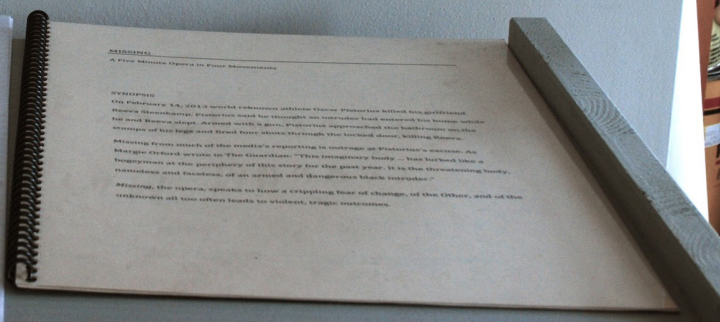 MISSING
A Five Minute Opera in Four Movements
SYNOPSIS
On February 14, 2013 world renknown athlete Oscar Pistorius killed his girlfriend
Reeva Steenkamp. Pistorius said he thought an intruder had entered his home while
he and Reeva slept. Armed with a gun, Pistorius approached the bathroom on the
stumps of his legs and fired four shots through the locked door, killing Reeva.
Missing from much of the media's reporting is outrage at Pistorius's excuse. As
Margie Orford wrote in The Guardian: "This imaginary body ... has lurked like a
bogeyman at the periphery of this story for the past year. It is the threatening body,
nameless and faceless, of an armed and dangerous black intruder."
Missing, the opera, speaks to how a crippling fear of change, of the Other, and of the
unknown all too often leads to violent, tragic outcomes.